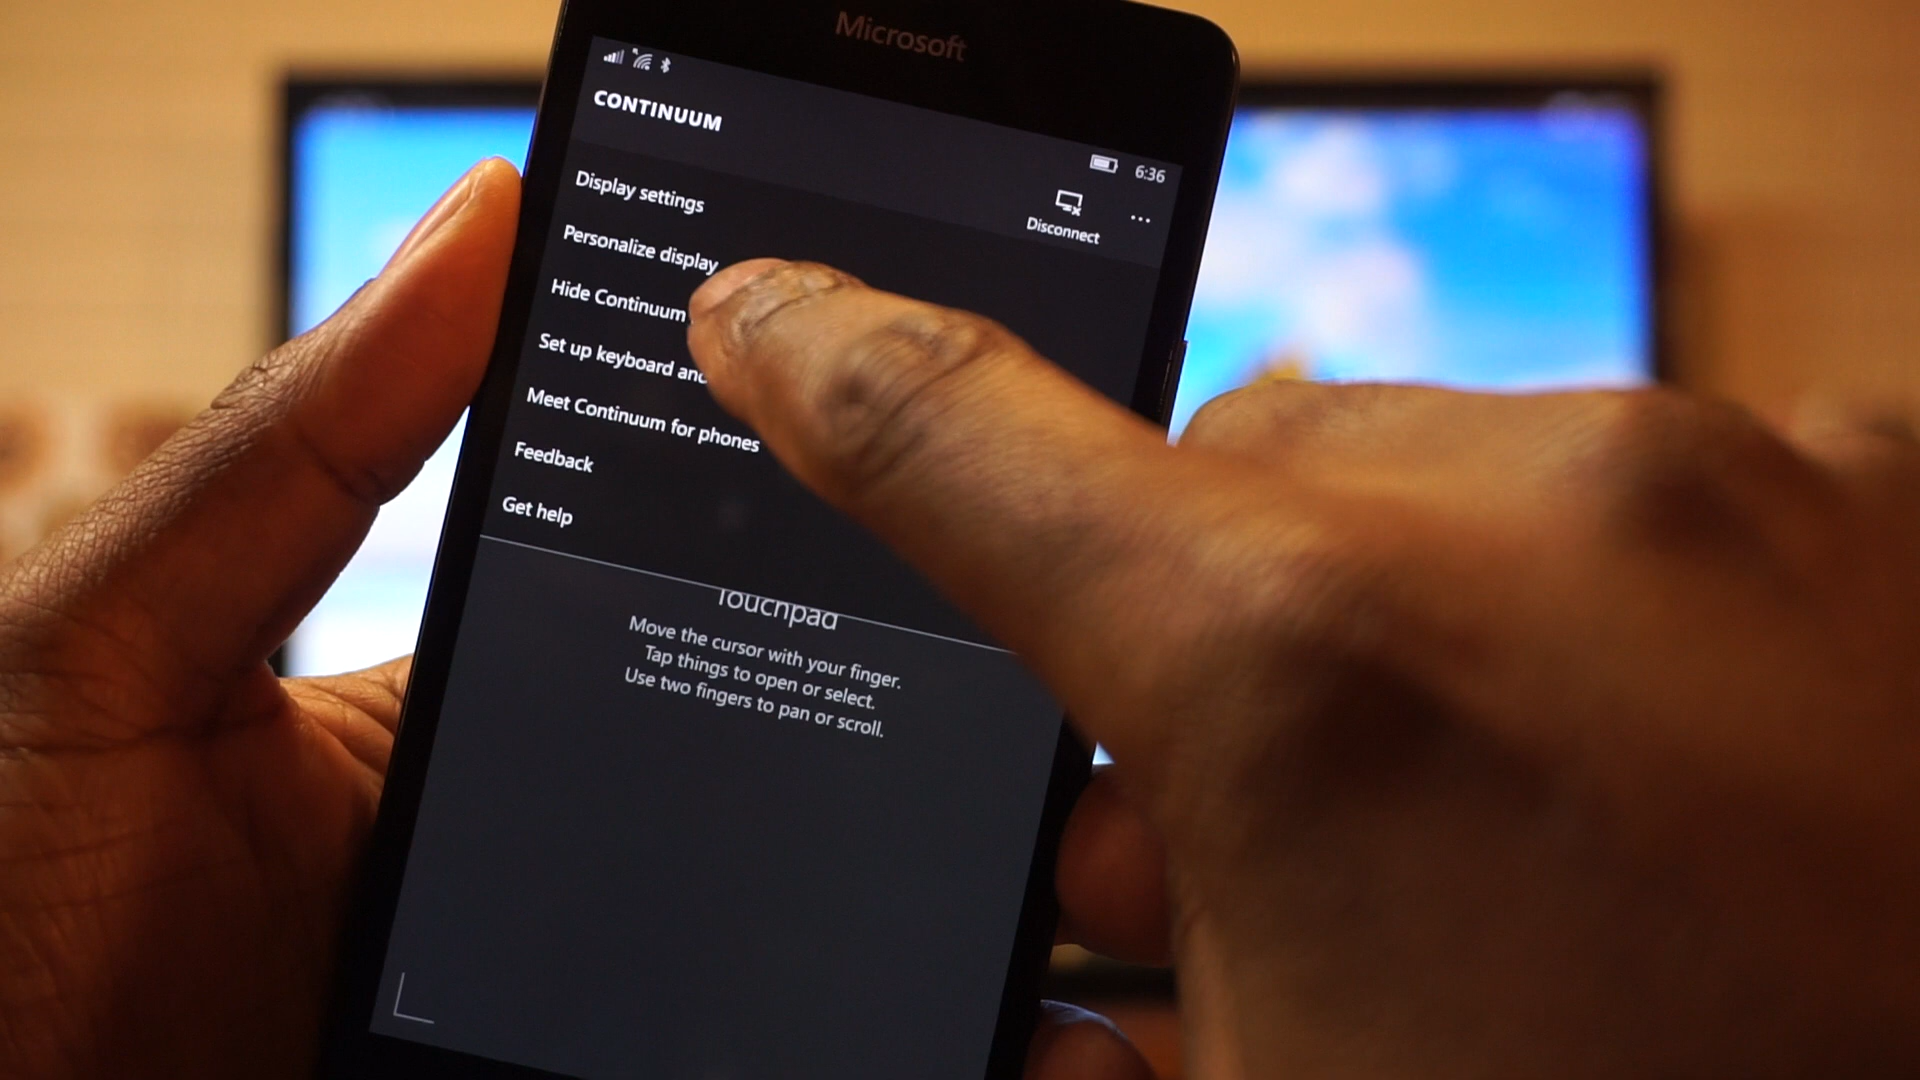 Microsoft
6:36
CONTINUUM
Disconnect
Display settings
Personalize display
Hide Continuum
Set up keyboard and
Meet Continuum for phones
Feedback
Get help
Touchpad
Move the cursor with your finger.
Tap things to open or select.
Use two fingers to pan or scroll.